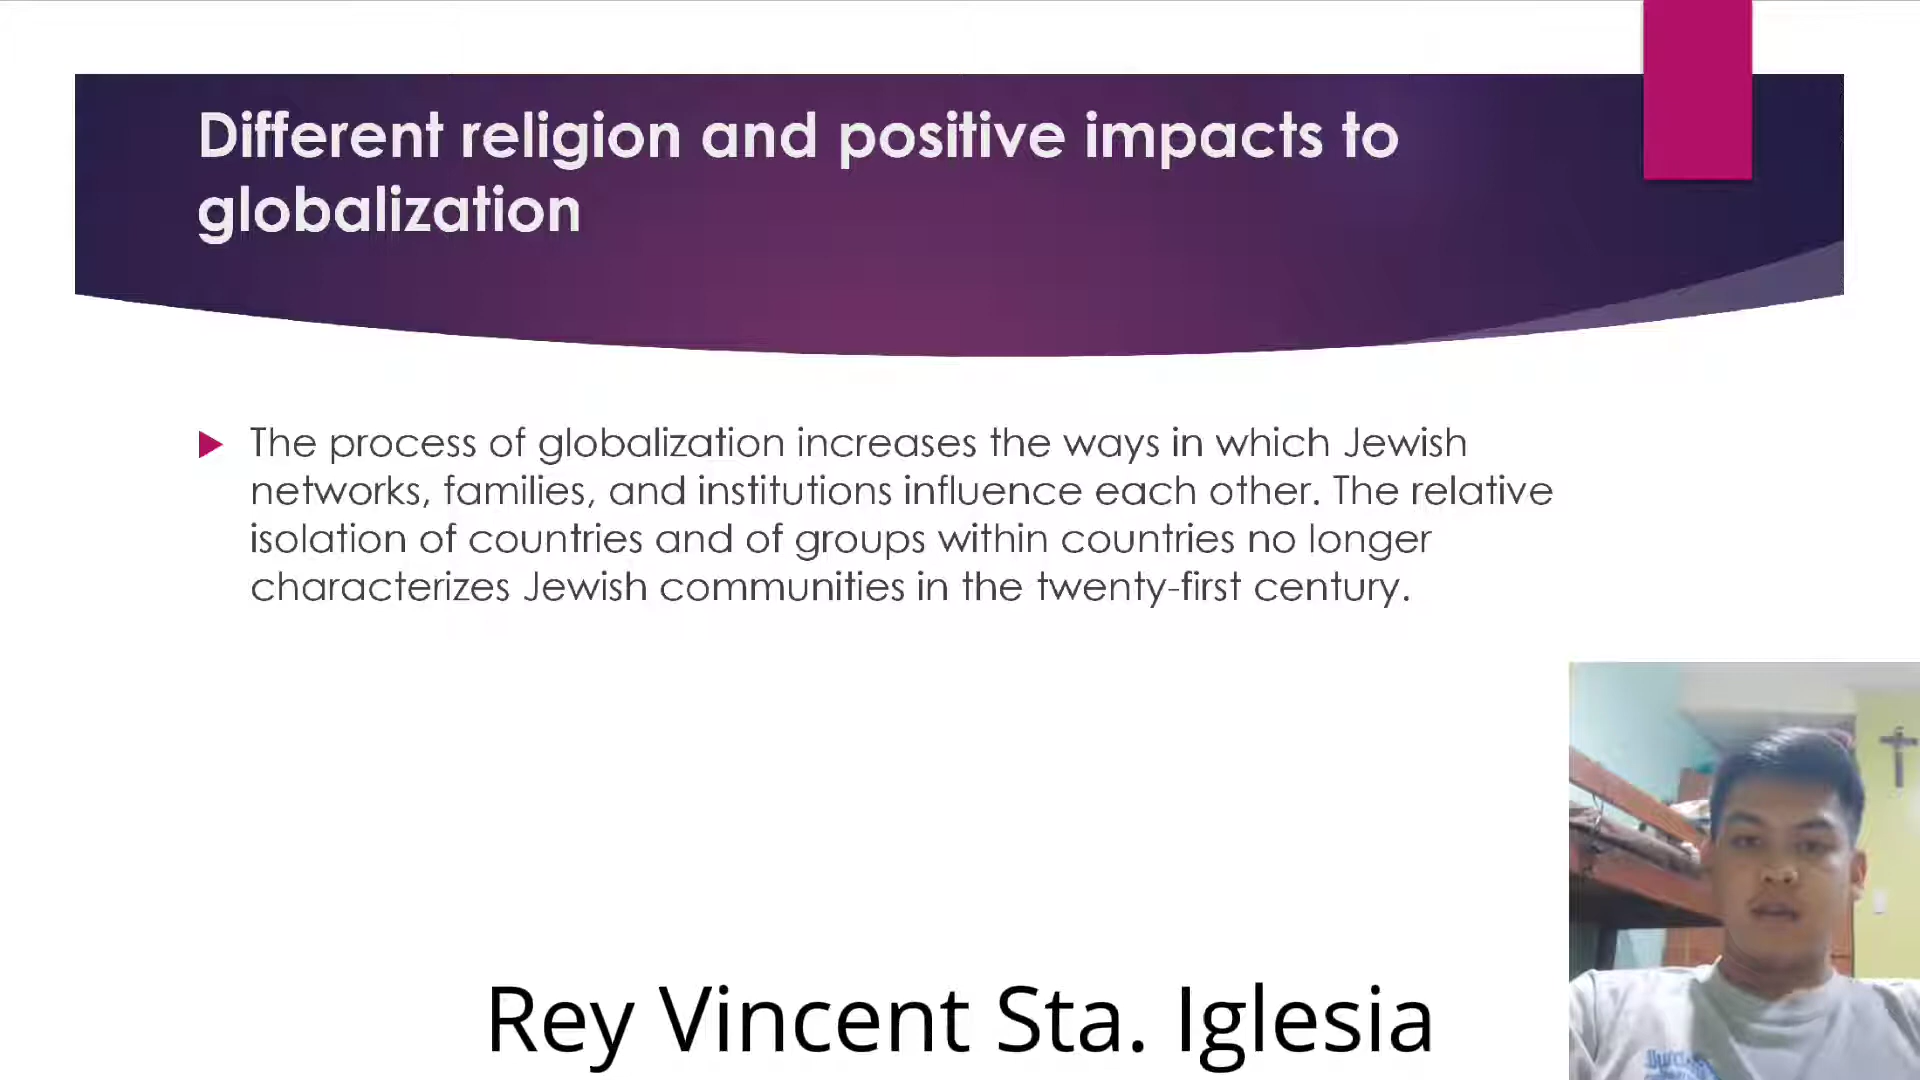 Different religion and positive impacts to
globalization
The process of globalization increases the ways in which Jewish
networks, families, and institutions influence each other. The relative
isolation of countries and of groups within countries no longer
characterizes Jewish communities in the twenty-first century.
Rey Vincent Sta. Iglesia